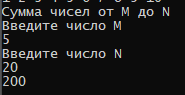 Сумма чисел от M до N
Введите число M
5
Введите число N
20
200